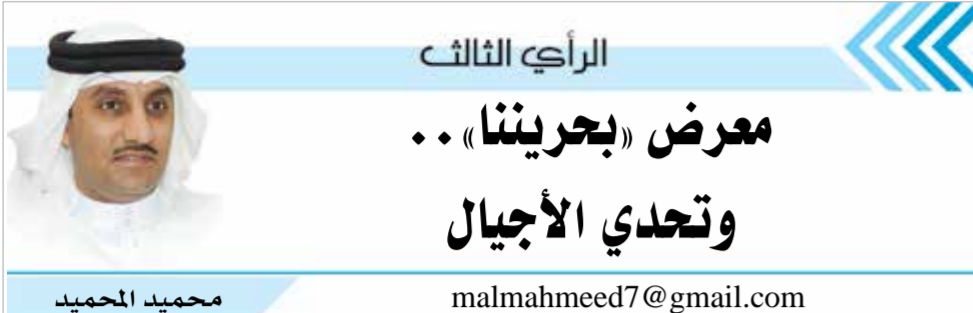 الرأي الثالث
معرض «بحريننا» ..
وتحدي الأجيال
malmahmeed7@gmail.com
محميد المحميد